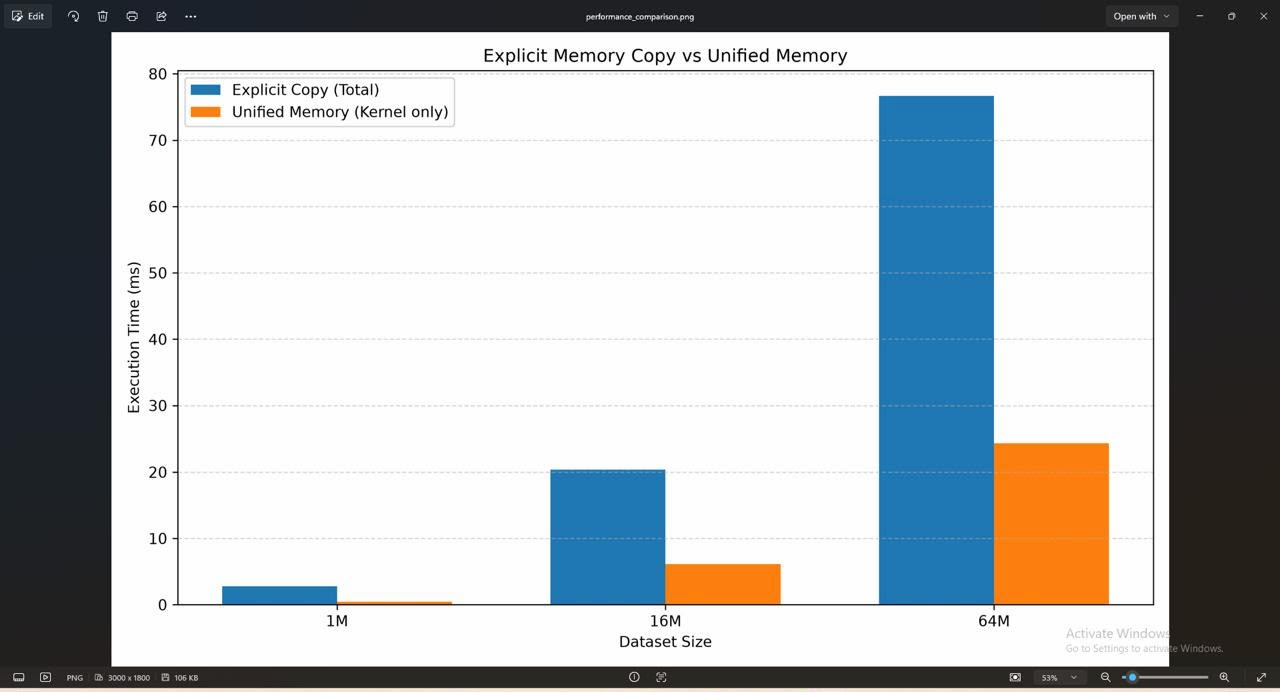 Edit
performance_comparison.png
Open with
Explicit Memory Copy vs Unified Memory
Explicit Copy (Total)
Unified Memory (Kernel only)
Execution Time (ms)
80
70
60
50
40
30
20
10
0
1M
16M
64M
Dataset Size
Activate Windows
Go to Settings to activate Windows.
PNG
3000 x 1800
106 KB
53%